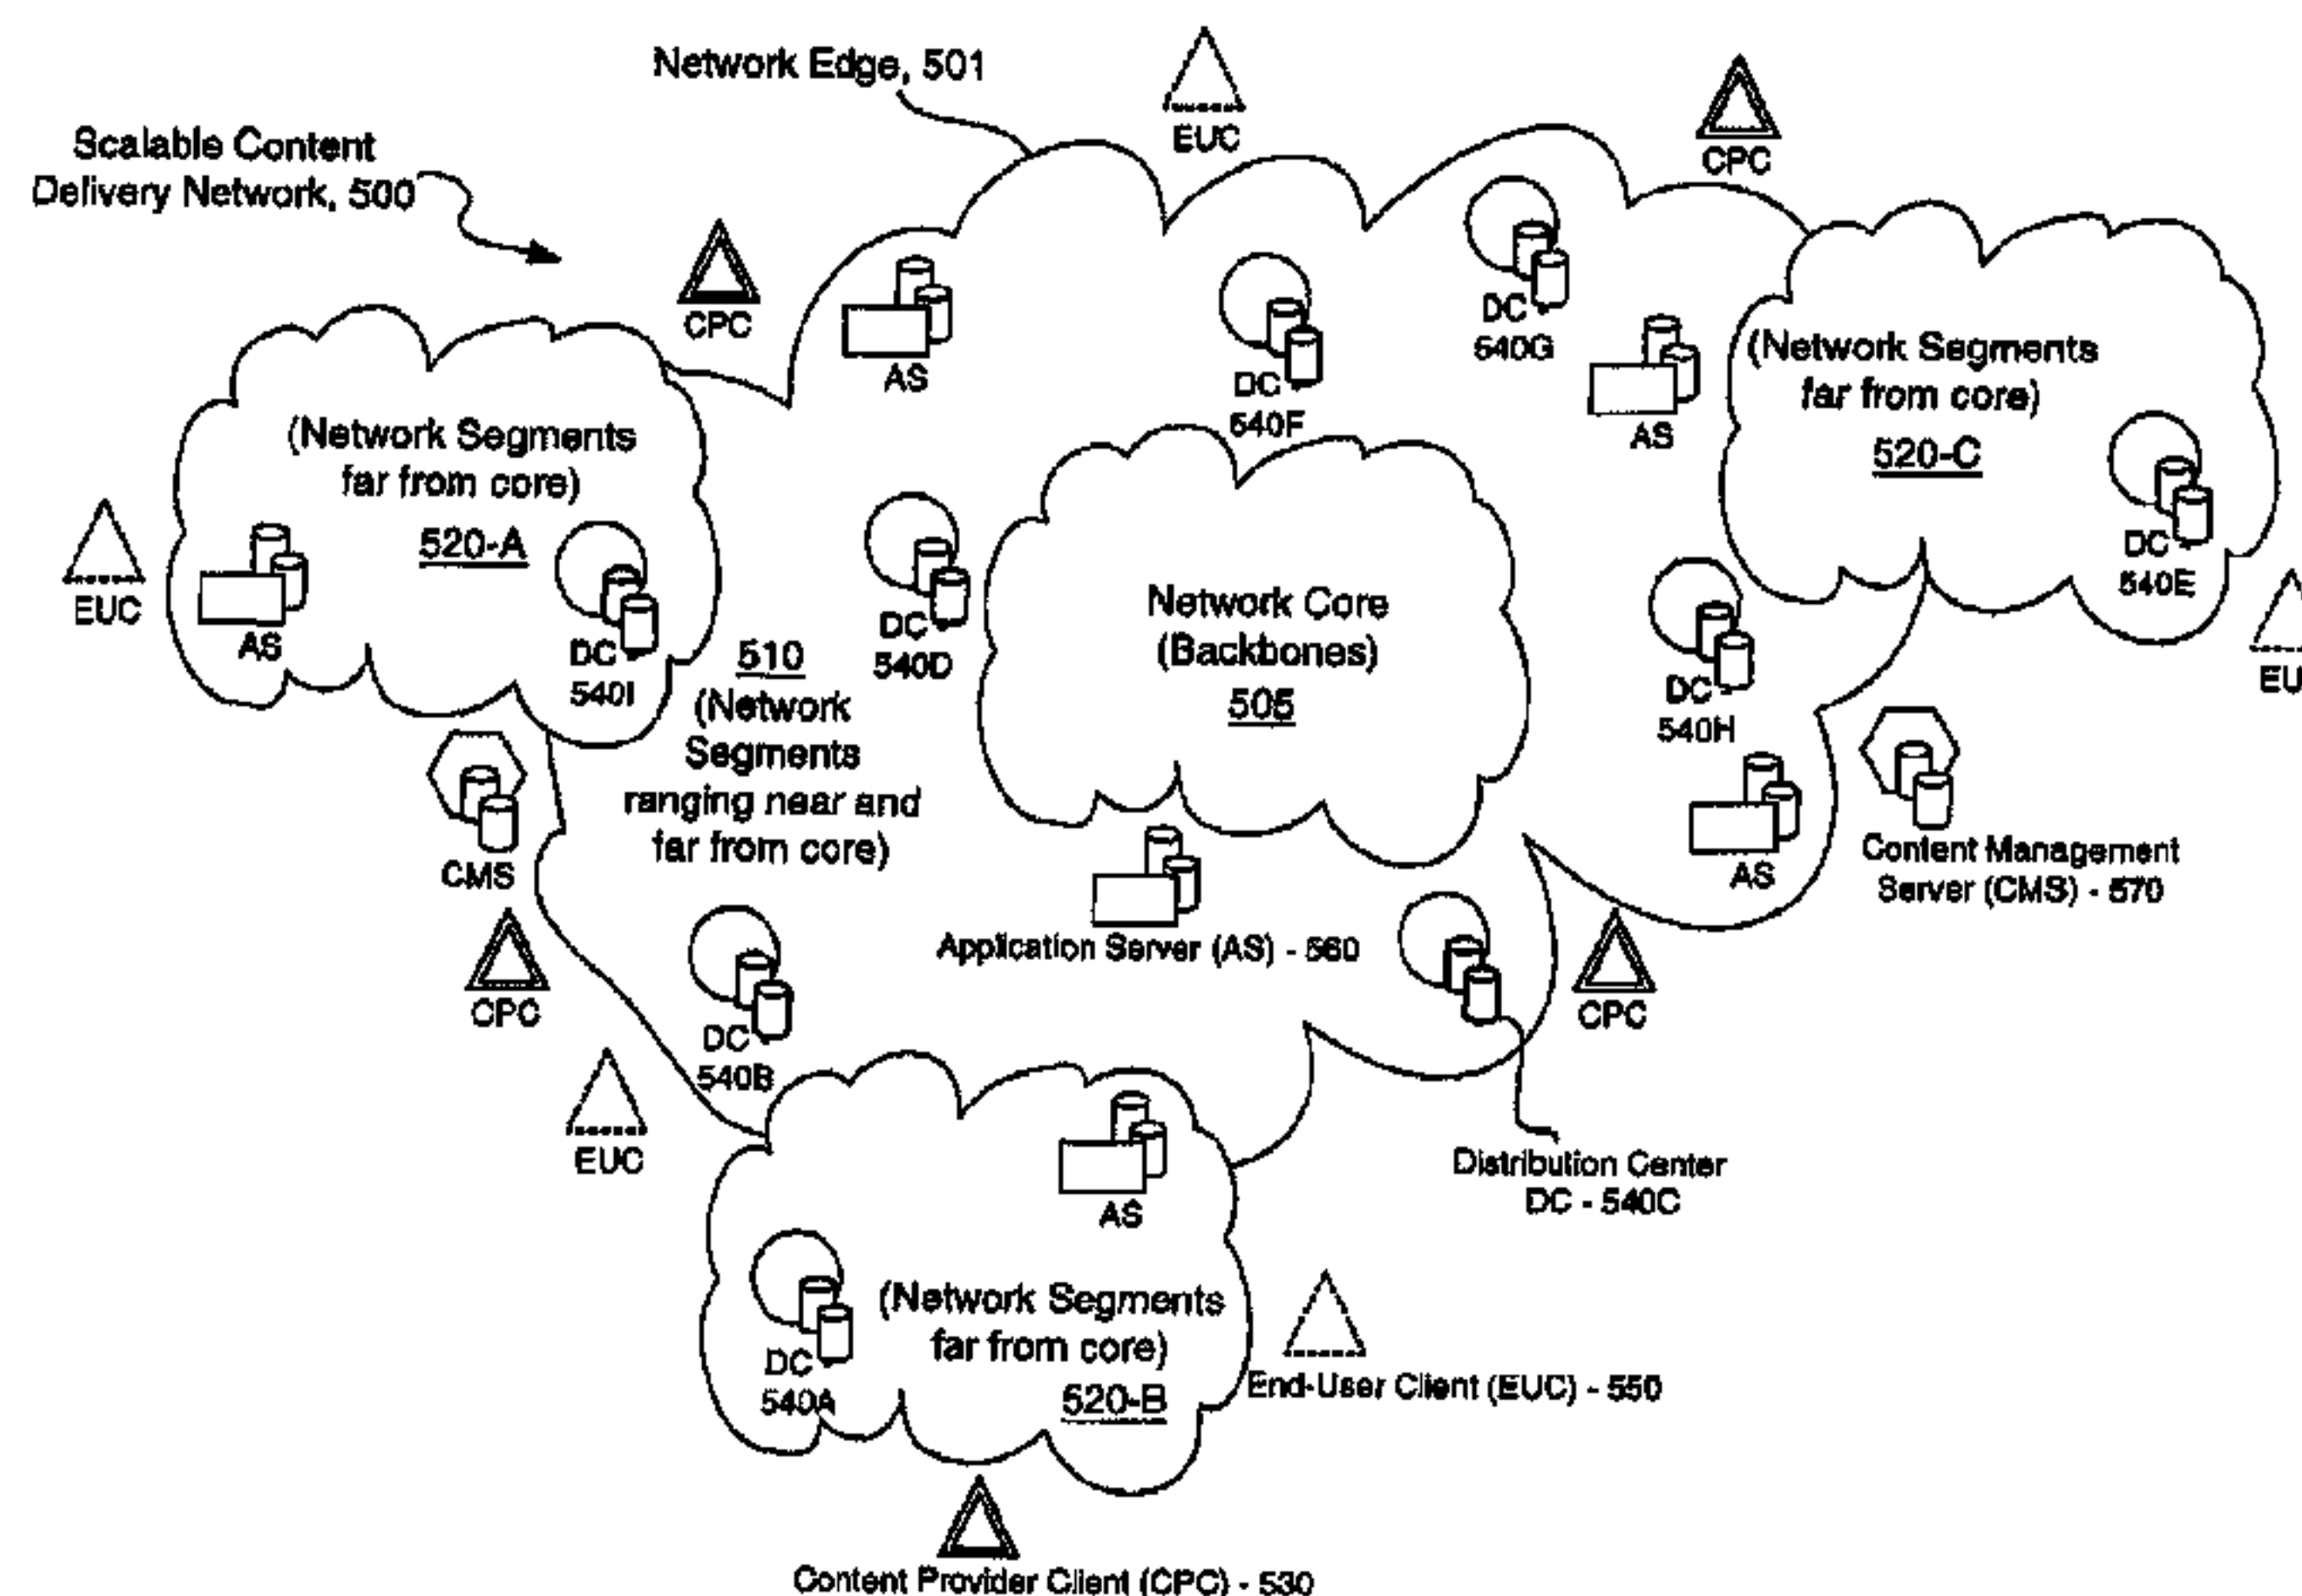 Network Edge, 501
EUC
CPC
Scalable Content
Delivery Network, 500
CPC
AS
DC
540F
DC
540G
AS
(Network Segments
far from core)
520-C
DC
540E
(Network Segments
far from core)
520-A
EUC
AS
DC
540I
DC
540D
Network Core
(Backbones)
505
DC
540H
EU
510
(Network
Segments
ranging near and
far from core)
CMS
CPC
Application Server (AS) - 560
AS
Content Management
Server (CMS) - 570
CPC
DC
540B
EUC
AS
Distribution Center
DC - 540C
DC
540A
(Network Segments
far from core)
520-B
End-User Client (EUC) - 550
Content Provider Client (CPC) - 530